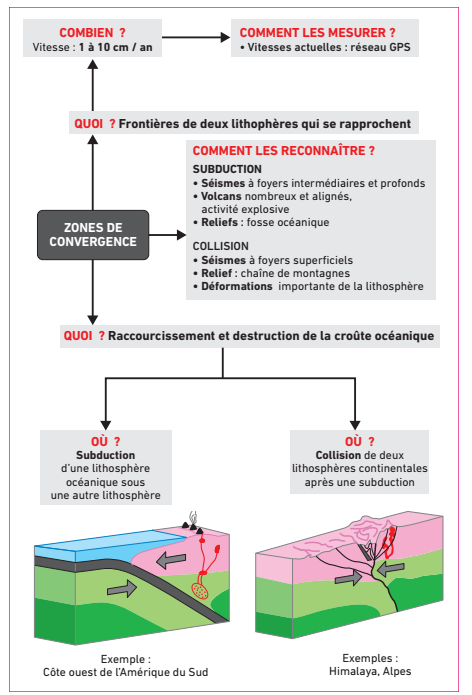 COMBIEN ?
Vitesse : 1 à 10 cm / an
COMMENT LES MESURER ?
• Vitesses actuelles : réseau GPS
QUOI ? Frontières de deux lithophères qui se rapprochent
COMMENT LES RECONNAÎTRE ?
SUBDUCTION
• Séismes à foyers intermédiaires et profonds
• Volcans nombreux et alignés,
activité explosive
• Reliefs : fosse océanique
COLLISION
• Séismes à foyers superficiels
• Relief : chaîne de montagnes
• Déformations importante de la lithosphère
ZONES DE
CONVERGENCE
QUOI ? Raccourcissement et destruction de la croûte océanique
OÙ ?
Subduction
d'une lithosphère
océanique sous
une autre lithosphère
OÙ ?
Collision de deux
lithosphères continentales
après une subduction
Exemple :
Côte ouest de l'Amérique du Sud
Exemples :
Himalaya, Alpes